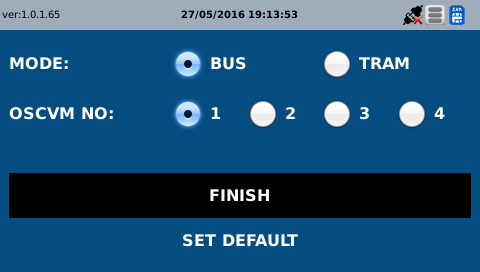 ver:1.0.1.65 27/05/2016 19:13:53
MODE: BUS TRAM
OSCVM NO: 1 2 3 4
FINISH
SET DEFAULT